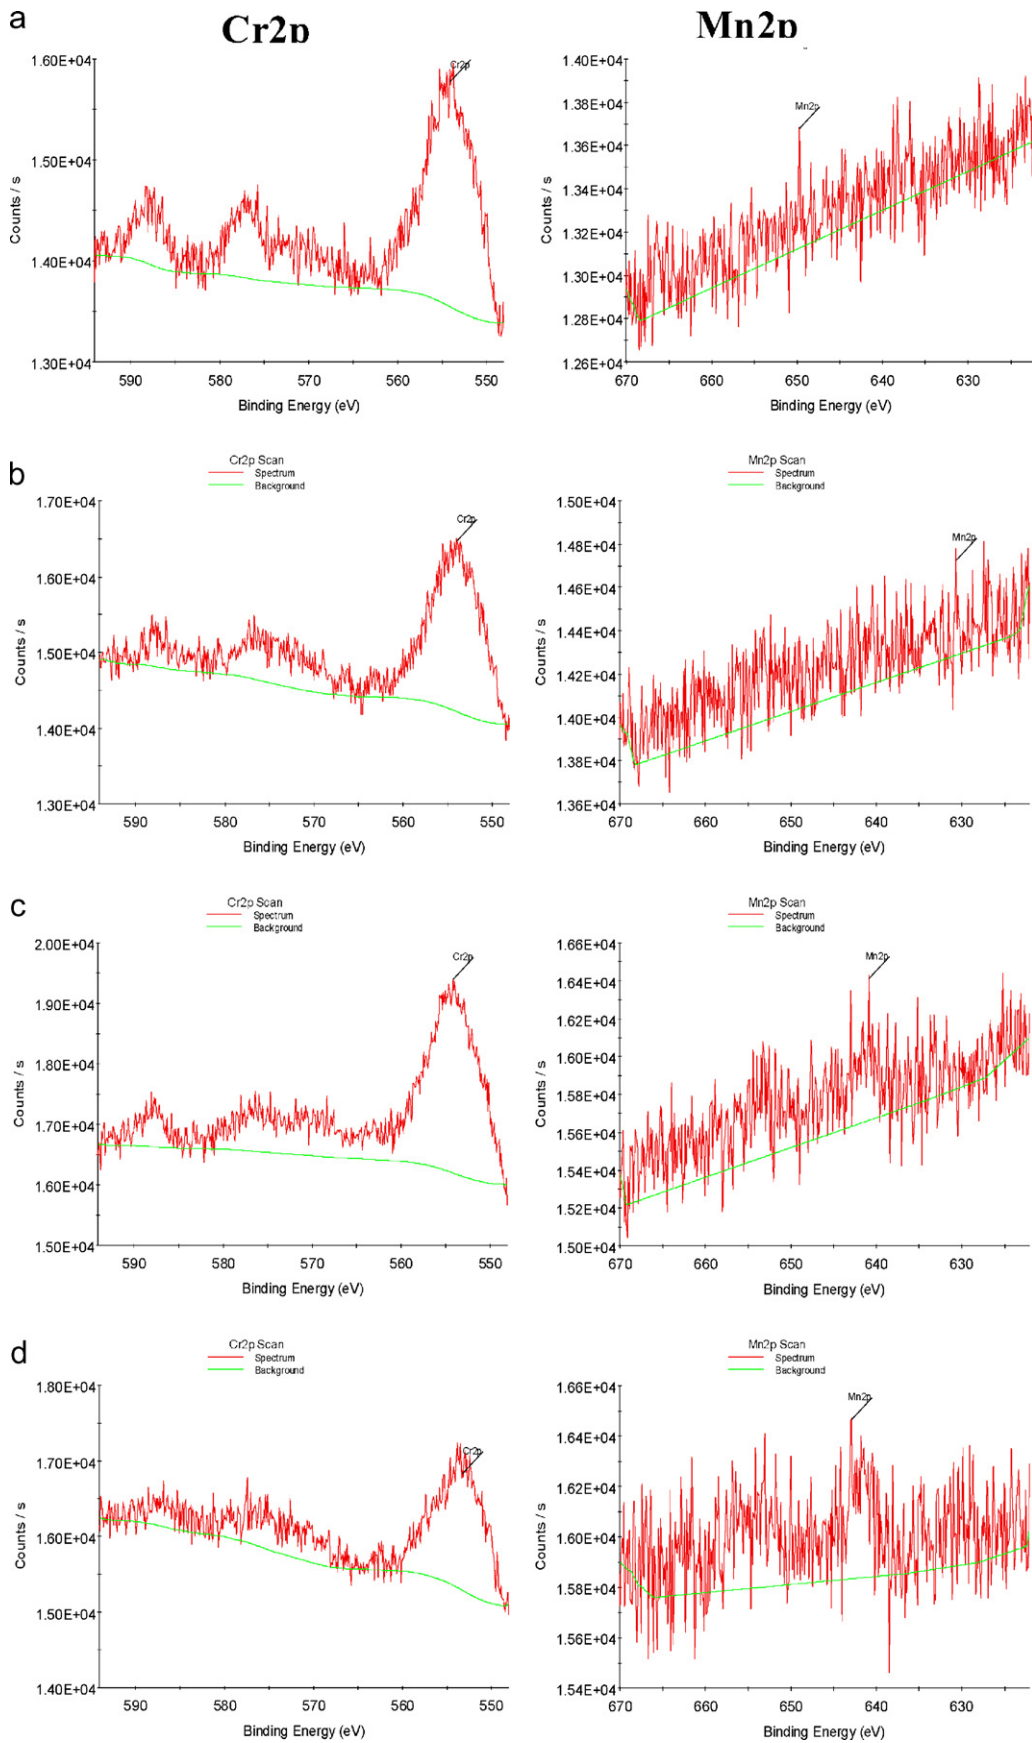 a
Cr2p
Mn2p
1.60E+04
1.50E+04
1.40E+04
1.30E+04
Counts / s
Cr2p
590 580 570 560 550
Binding Energy (eV)
1.40E+04
1.38E+04
1.36E+04
1.34E+04
1.32E+04
1.30E+04
1.28E+04
1.26E+04
Counts / s
Mn2p
670 660 650 640 630
Binding Energy (eV)
b
Cr2p Scan
Spectrum
Background
1.70E+04
1.60E+04
1.50E+04
1.40E+04
1.30E+04
Counts / s
Cr2p
590 580 570 560 550
Binding Energy (eV)
Mn2p Scan
Spectrum
Background
1.50E+04
1.48E+04
1.46E+04
1.44E+04
1.42E+04
1.40E+04
1.38E+04
1.36E+04
Counts / s
Mn2p
670 660 650 640 630
Binding Energy (eV)
c
Cr2p Scan
Spectrum
Background
2.00E+04
1.90E+04
1.80E+04
1.70E+04
1.60E+04
1.50E+04
Counts / s
Cr2p
590 580 570 560 550
Binding Energy (eV)
Mn2p Scan
Spectrum
Background
1.66E+04
1.64E+04
1.62E+04
1.60E+04
1.58E+04
1.56E+04
1.54E+04
1.52E+04
1.50E+04
Counts / s
Mn2p
670 660 650 640 630
Binding Energy (eV)
d
Cr2p Scan
Spectrum
Background
1.80E+04
1.70E+04
1.60E+04
1.50E+04
1.40E+04
Counts / s
Cr2p
590 580 570 560 550
Binding Energy (eV)
Mn2p Scan
Spectrum
Background
1.66E+04
1.64E+04
1.62E+04
1.60E+04
1.58E+04
1.56E+04
1.54E+04
Counts / s
Mn2p
670 660 650 640 630
Binding Energy (eV)